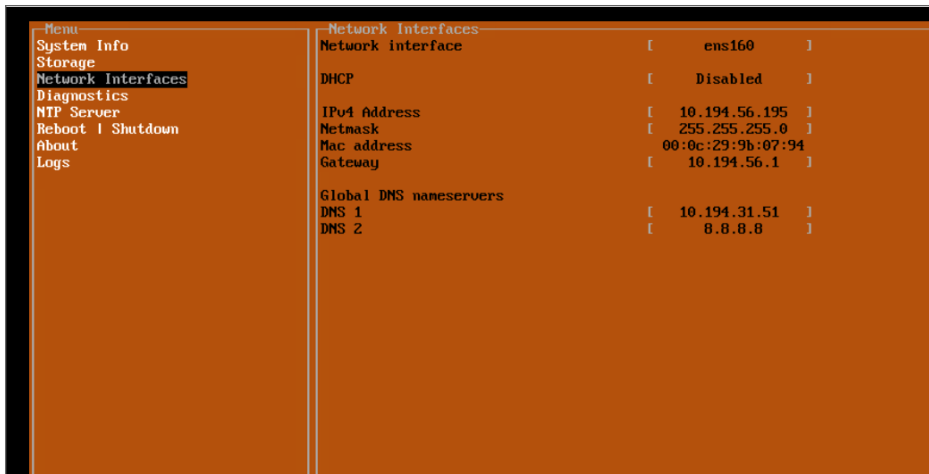 Menu
System Info
Storage
Network Interfaces
Diagnostics
NTP Server
Reboot | Shutdown
About
Logs
Network Interfaces
Network interface [ ens160 ]
DHCP [ Disabled ]
IPv4 Address [ 10.194.56.195 ]
Netmask [ 255.255.255.0 ]
Mac address 00:0c:29:9b:07:94
Gateway [ 10.194.56.1 ]
Global DNS nameservers
DNS 1 [ 10.194.31.51 ]
DNS 2 [ 8.8.8.8 ]